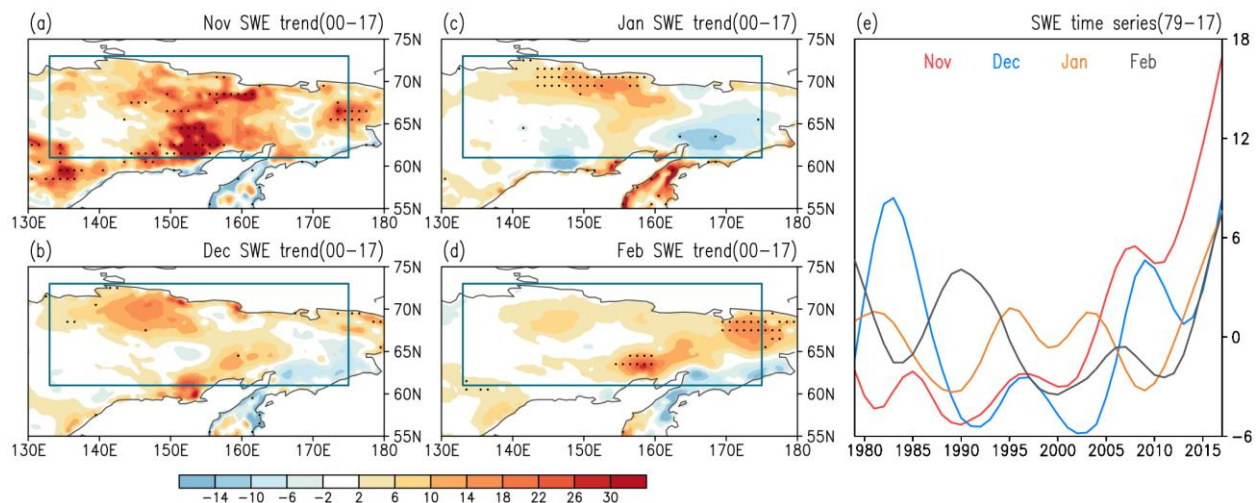 (a) Nov SWE trend(00-17)
75N
70N
65N
60N
55N
130E 140E 150E 160E 170E 180
(c) Jan SWE trend(00-17)
75N
70N
65N
60N
55N
130E 140E 150E 160E 170E 180
(b) Dec SWE trend(00-17)
75N
70N
65N
60N
55N
130E 140E 150E 160E 170E 180
(d) Feb SWE trend(00-17)
75N
70N
65N
60N
55N
130E 140E 150E 160E 170E 180
-14 -10 -6 -2 2 6 10 14 18 22 26 30
(e) SWE time series(79-17)
Nov Dec Jan Feb
18
12
6
0
-6
1980 1985 1990 1995 2000 2005 2010 2015